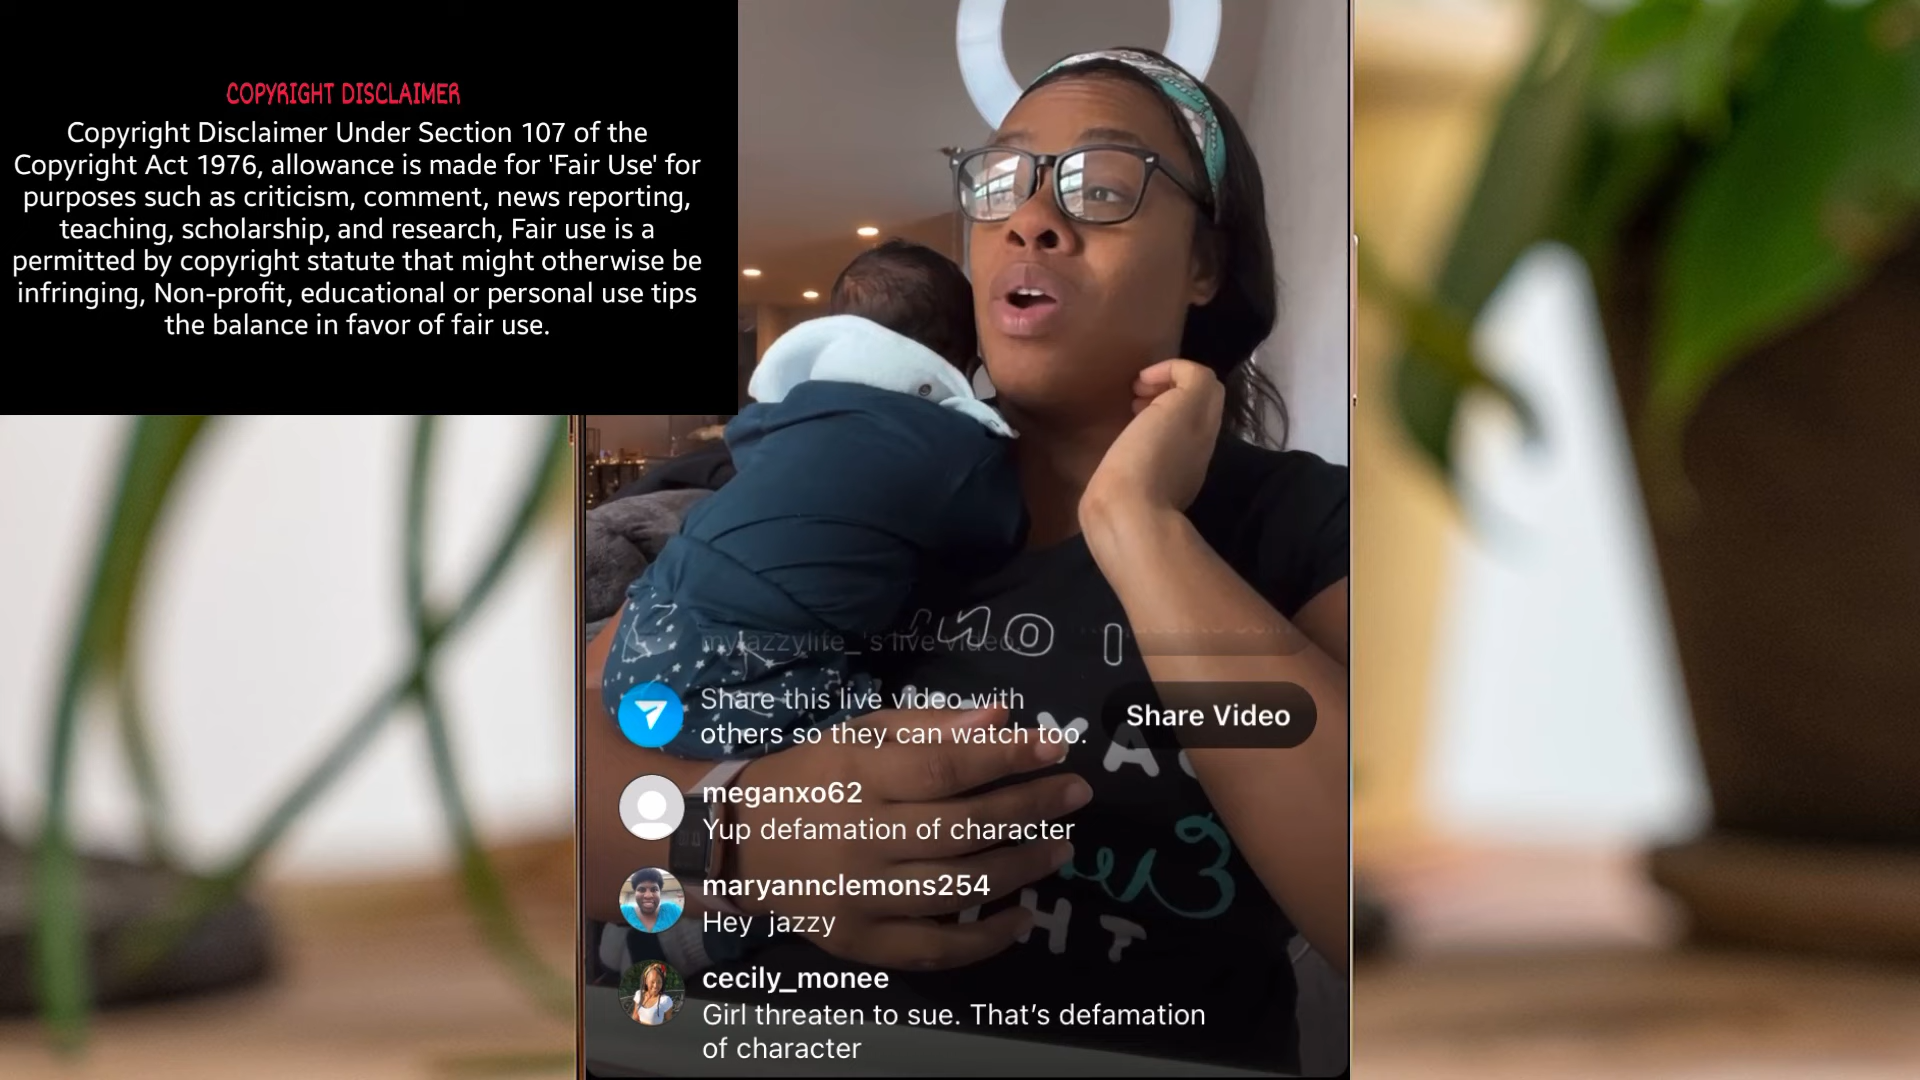 COPYRIGHT DISCLAIMER
Copyright Disclaimer Under Section 107 of the
Copyright Act 1976, allowance is made for 'Fair Use' for
purposes such as criticism, comment, news reporting,
teaching, scholarship, and research, Fair use is a
permitted by copyright statute that might otherwise be
infringing, Non-profit, educational or personal use tips
the balance in favor of fair use.
myjazzylife_'s live video.
Share this live video with
others so they can watch too.
Share Video
meganxo62
Yup defamation of character
maryannclemons254
Hey jazzy
cecily_monee
Girl threaten to sue. That’s defamation
of character